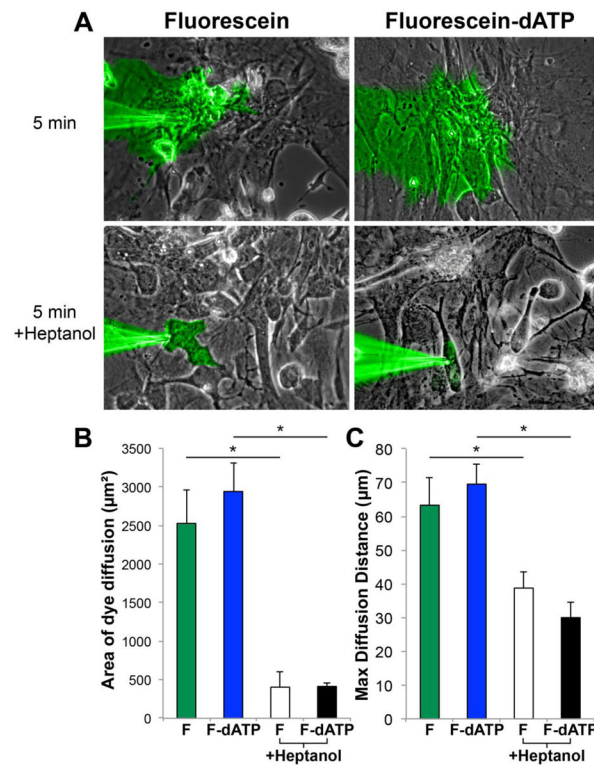 A
Fluorescein
Fluorescein-dATP
5 min
5 min
+Heptanol
B
Area of dye diffusion (µm²)
3500
3000
2500
2000
1500
1000
500
0
*
*
F
F-dATP
F
F-dATP
+Heptanol
C
Max Diffusion Distance (µm)
80
70
60
50
40
30
20
10
0
*
*
F
F-dATP
F
F-dATP
+Heptanol